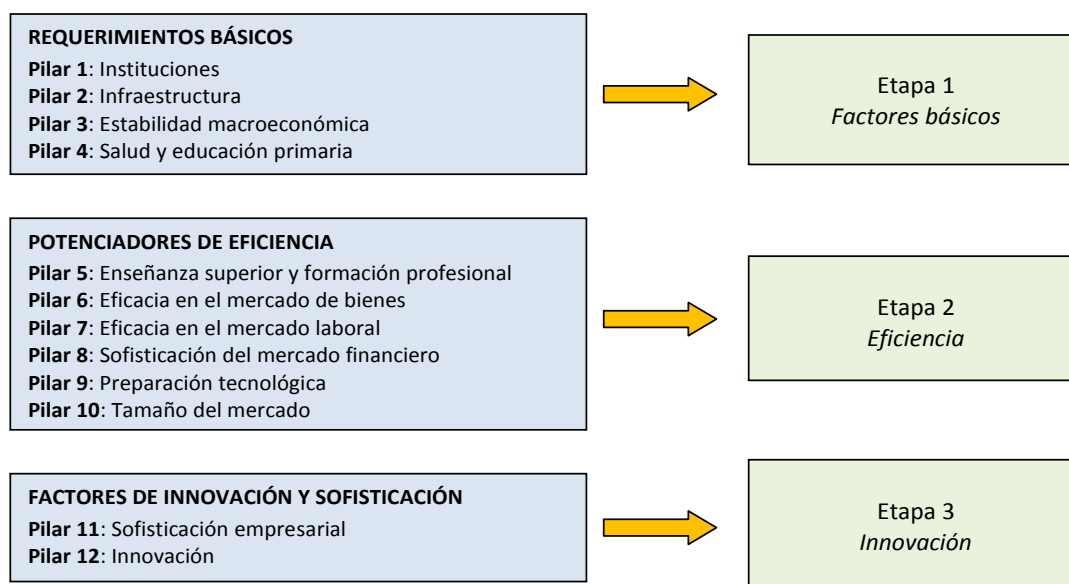 REQUERIMIENTOS BÁSICOS
Pilar 1: Instituciones
Pilar 2: Infraestructura
Pilar 3: Estabilidad macroeconómica
Pilar 4: Salud y educación primaria
Etapa 1
Factores básicos
POTENCIADORES DE EFICIENCIA
Pilar 5: Enseñanza superior y formación profesional
Pilar 6: Eficacia en el mercado de bienes
Pilar 7: Eficacia en el mercado laboral
Pilar 8: Sofisticación del mercado financiero
Pilar 9: Preparación tecnológica
Pilar 10: Tamaño del mercado
Etapa 2
Eficiencia
FACTORES DE INNOVACIÓN Y SOFISTICACIÓN
Pilar 11: Sofisticación empresarial
Pilar 12: Innovación
Etapa 3
Innovación